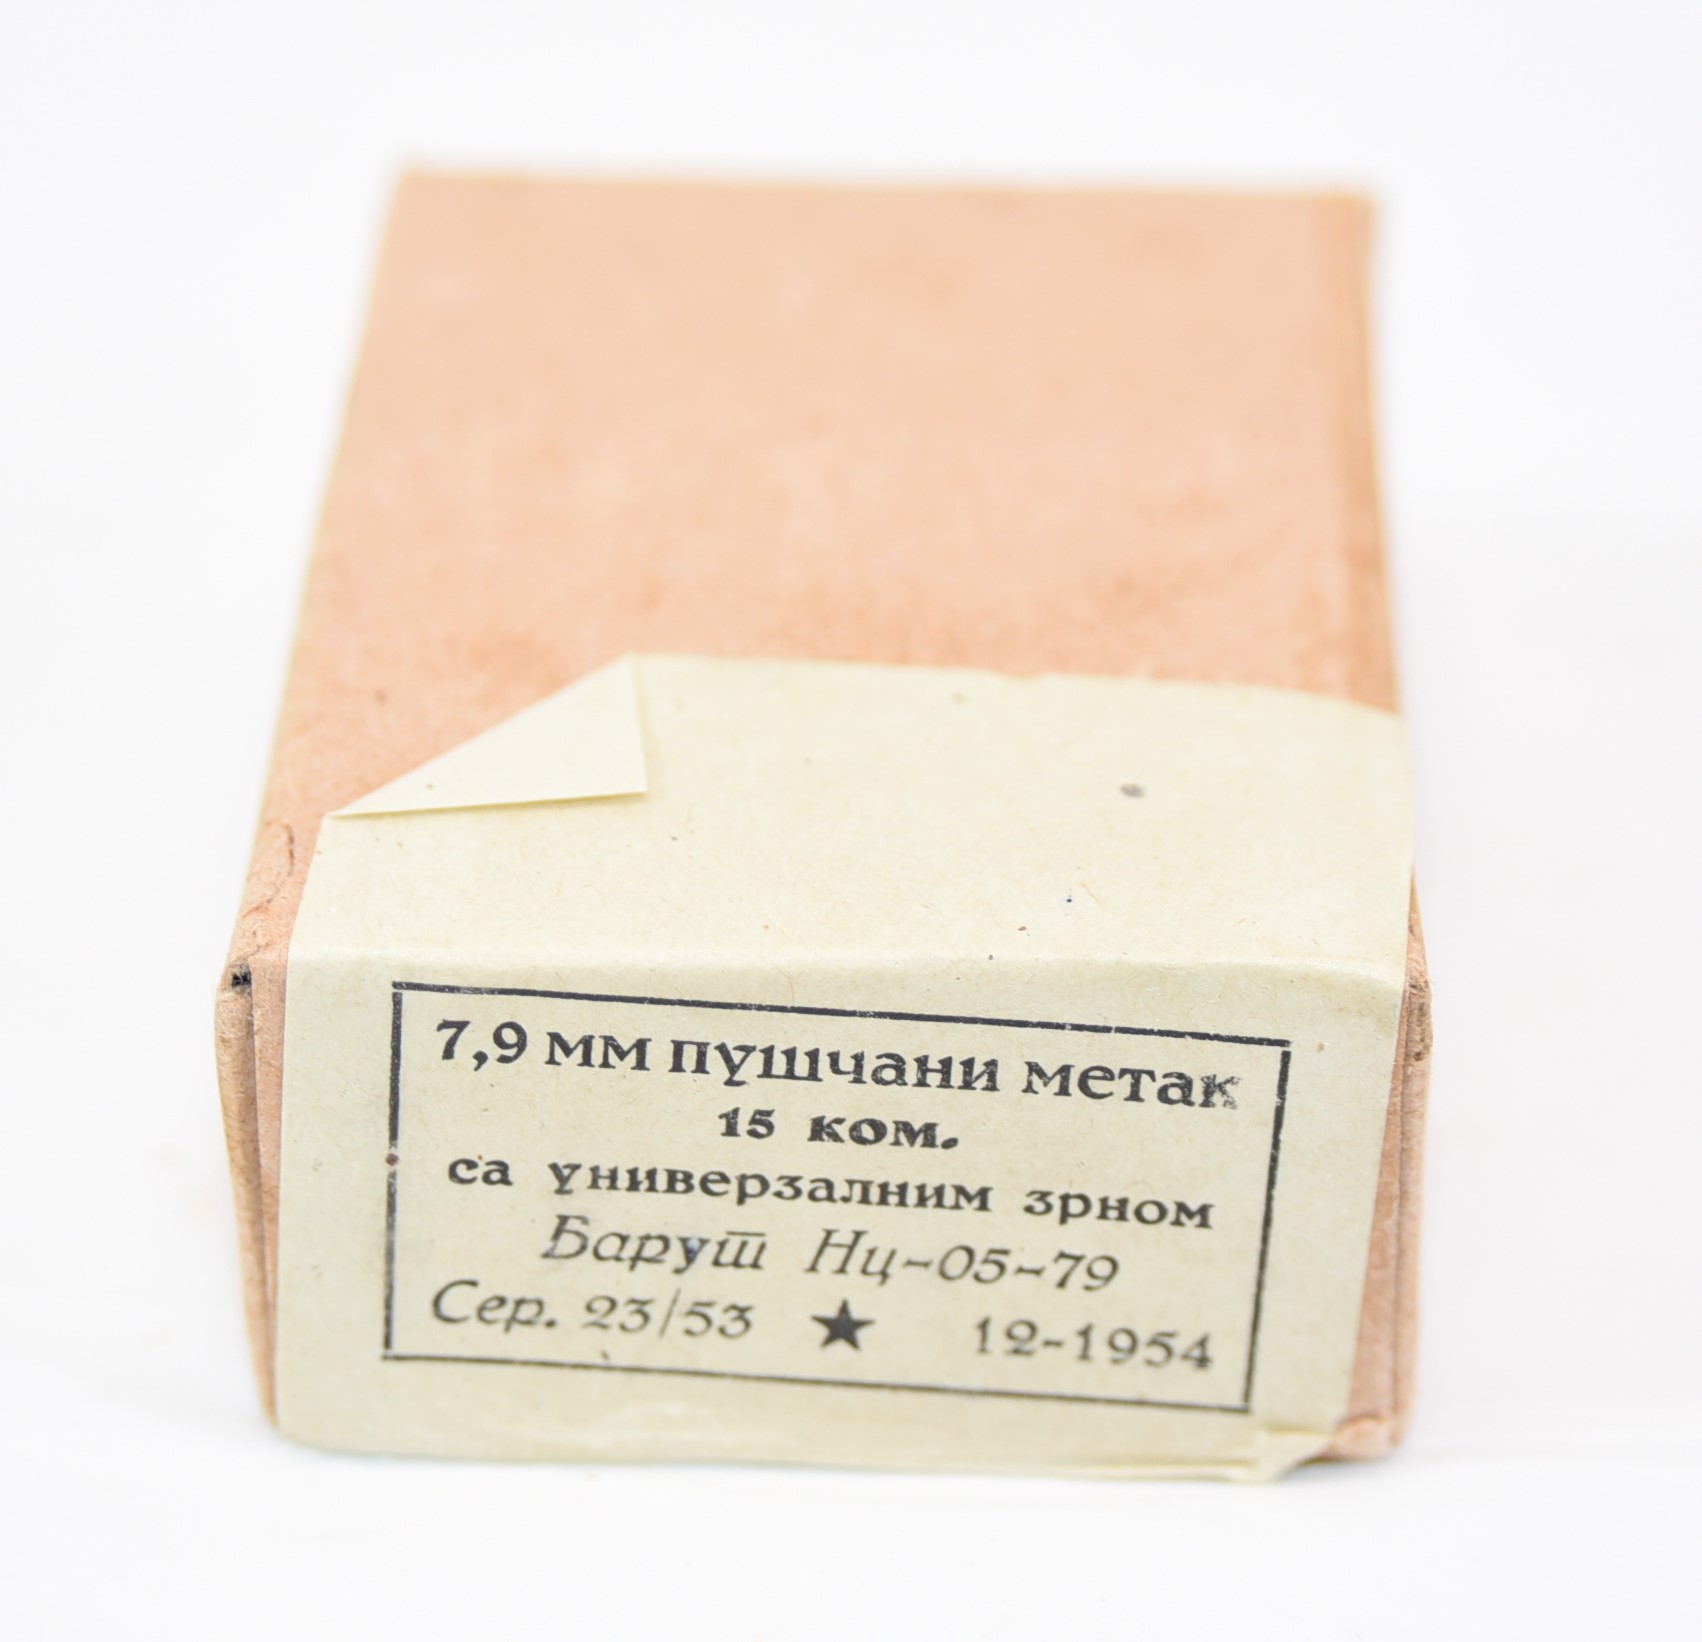 7,9 мм пушчани метак
15 ком.
са универзалним зрном
Барут Нц-05-79
Сер. 23/53 ★ 12-1954